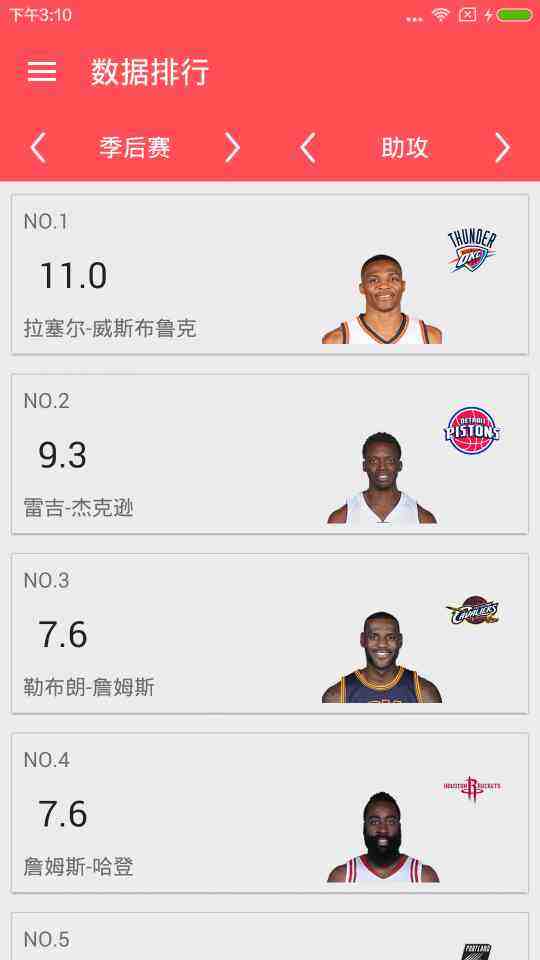 下午3:10
数据排行
季后赛
助攻
NO.1
THUNDER
OKC
11.0
拉塞尔-威斯布鲁克
NO.2
DETROIT
PISTONS
9.3
雷吉-杰克逊
NO.3
CAVALIERS
7.6
勒布朗-詹姆斯
NO.4
HOUSTON ROCKETS
7.6
詹姆斯-哈登
NO.5
PORTLAND